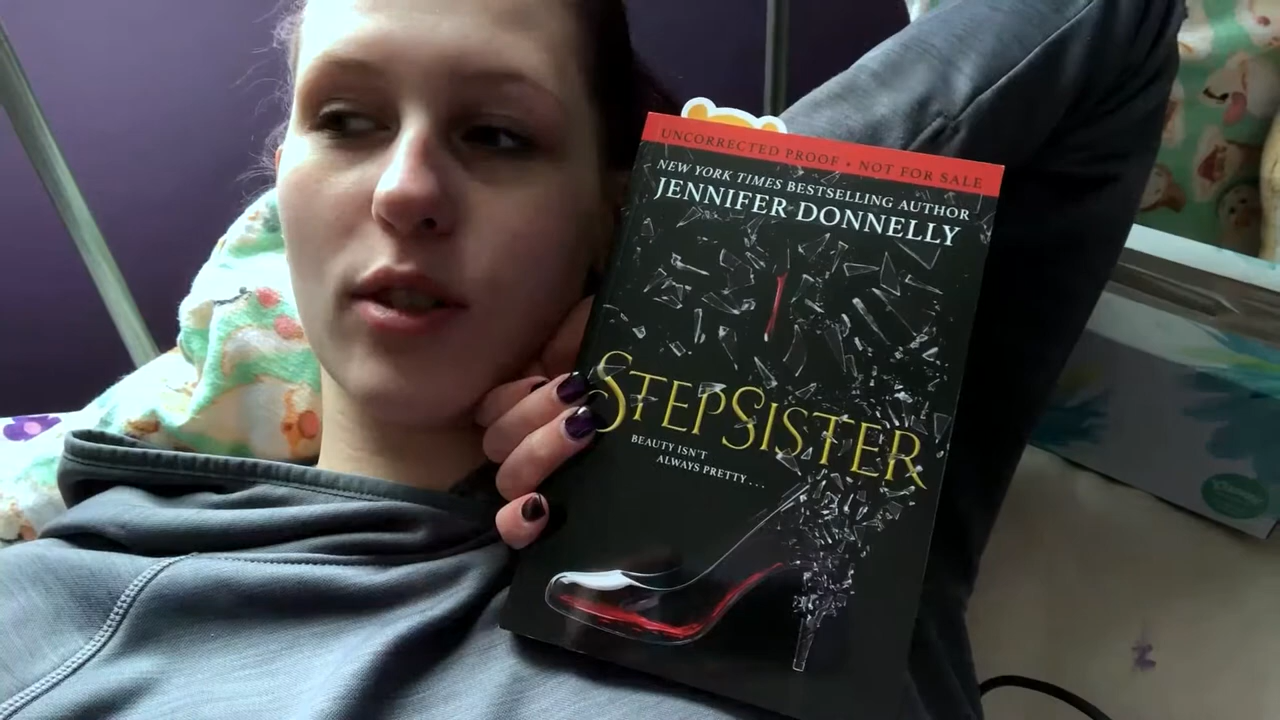 UNCORRECTED PROOF • NOT FOR SALE
NEW YORK TIMES BESTSELLING AUTHOR
JENNIFER DONNELLY
STEPSISTER
BEAUTY ISN'T
ALWAYS PRETTY . . .